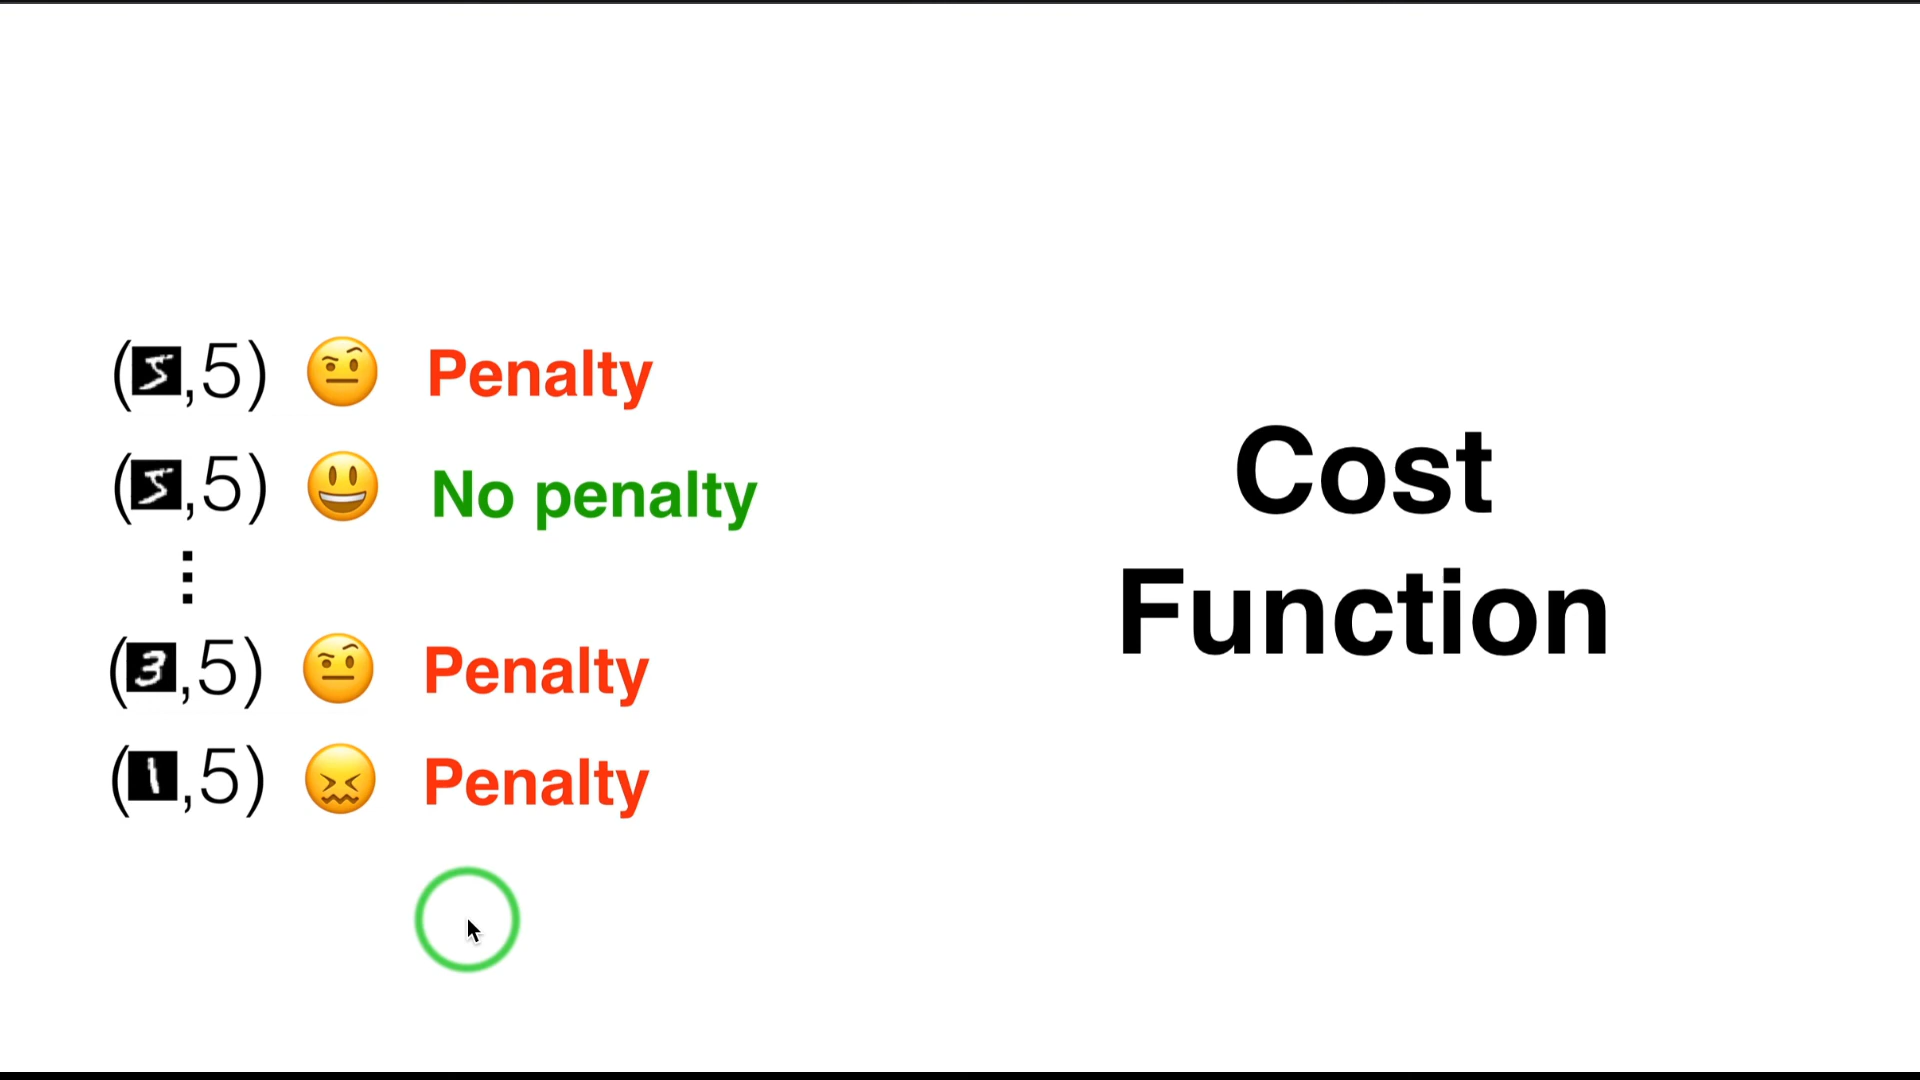 (5,5) Penalty
(5,5) No penalty
⋮
(3,5) Penalty
(1,5) Penalty
Cost
Function